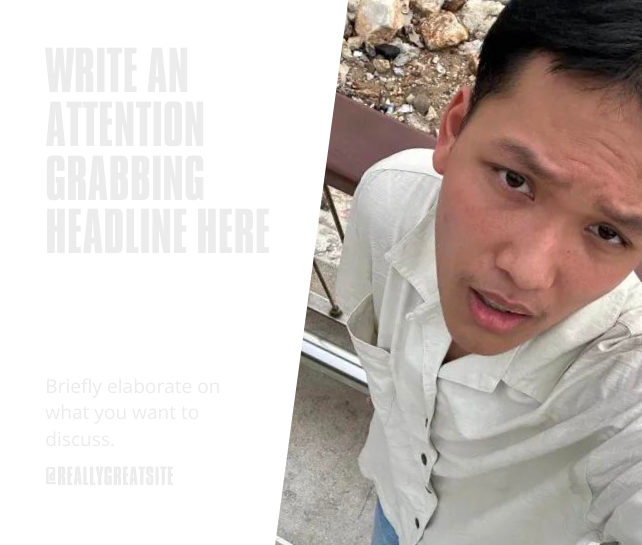 WRITE AN
ATTENTION
GRABBING
HEADLINE HERE
Briefly elaborate on
what you want to
discuss.
@REALLYGREATSITE